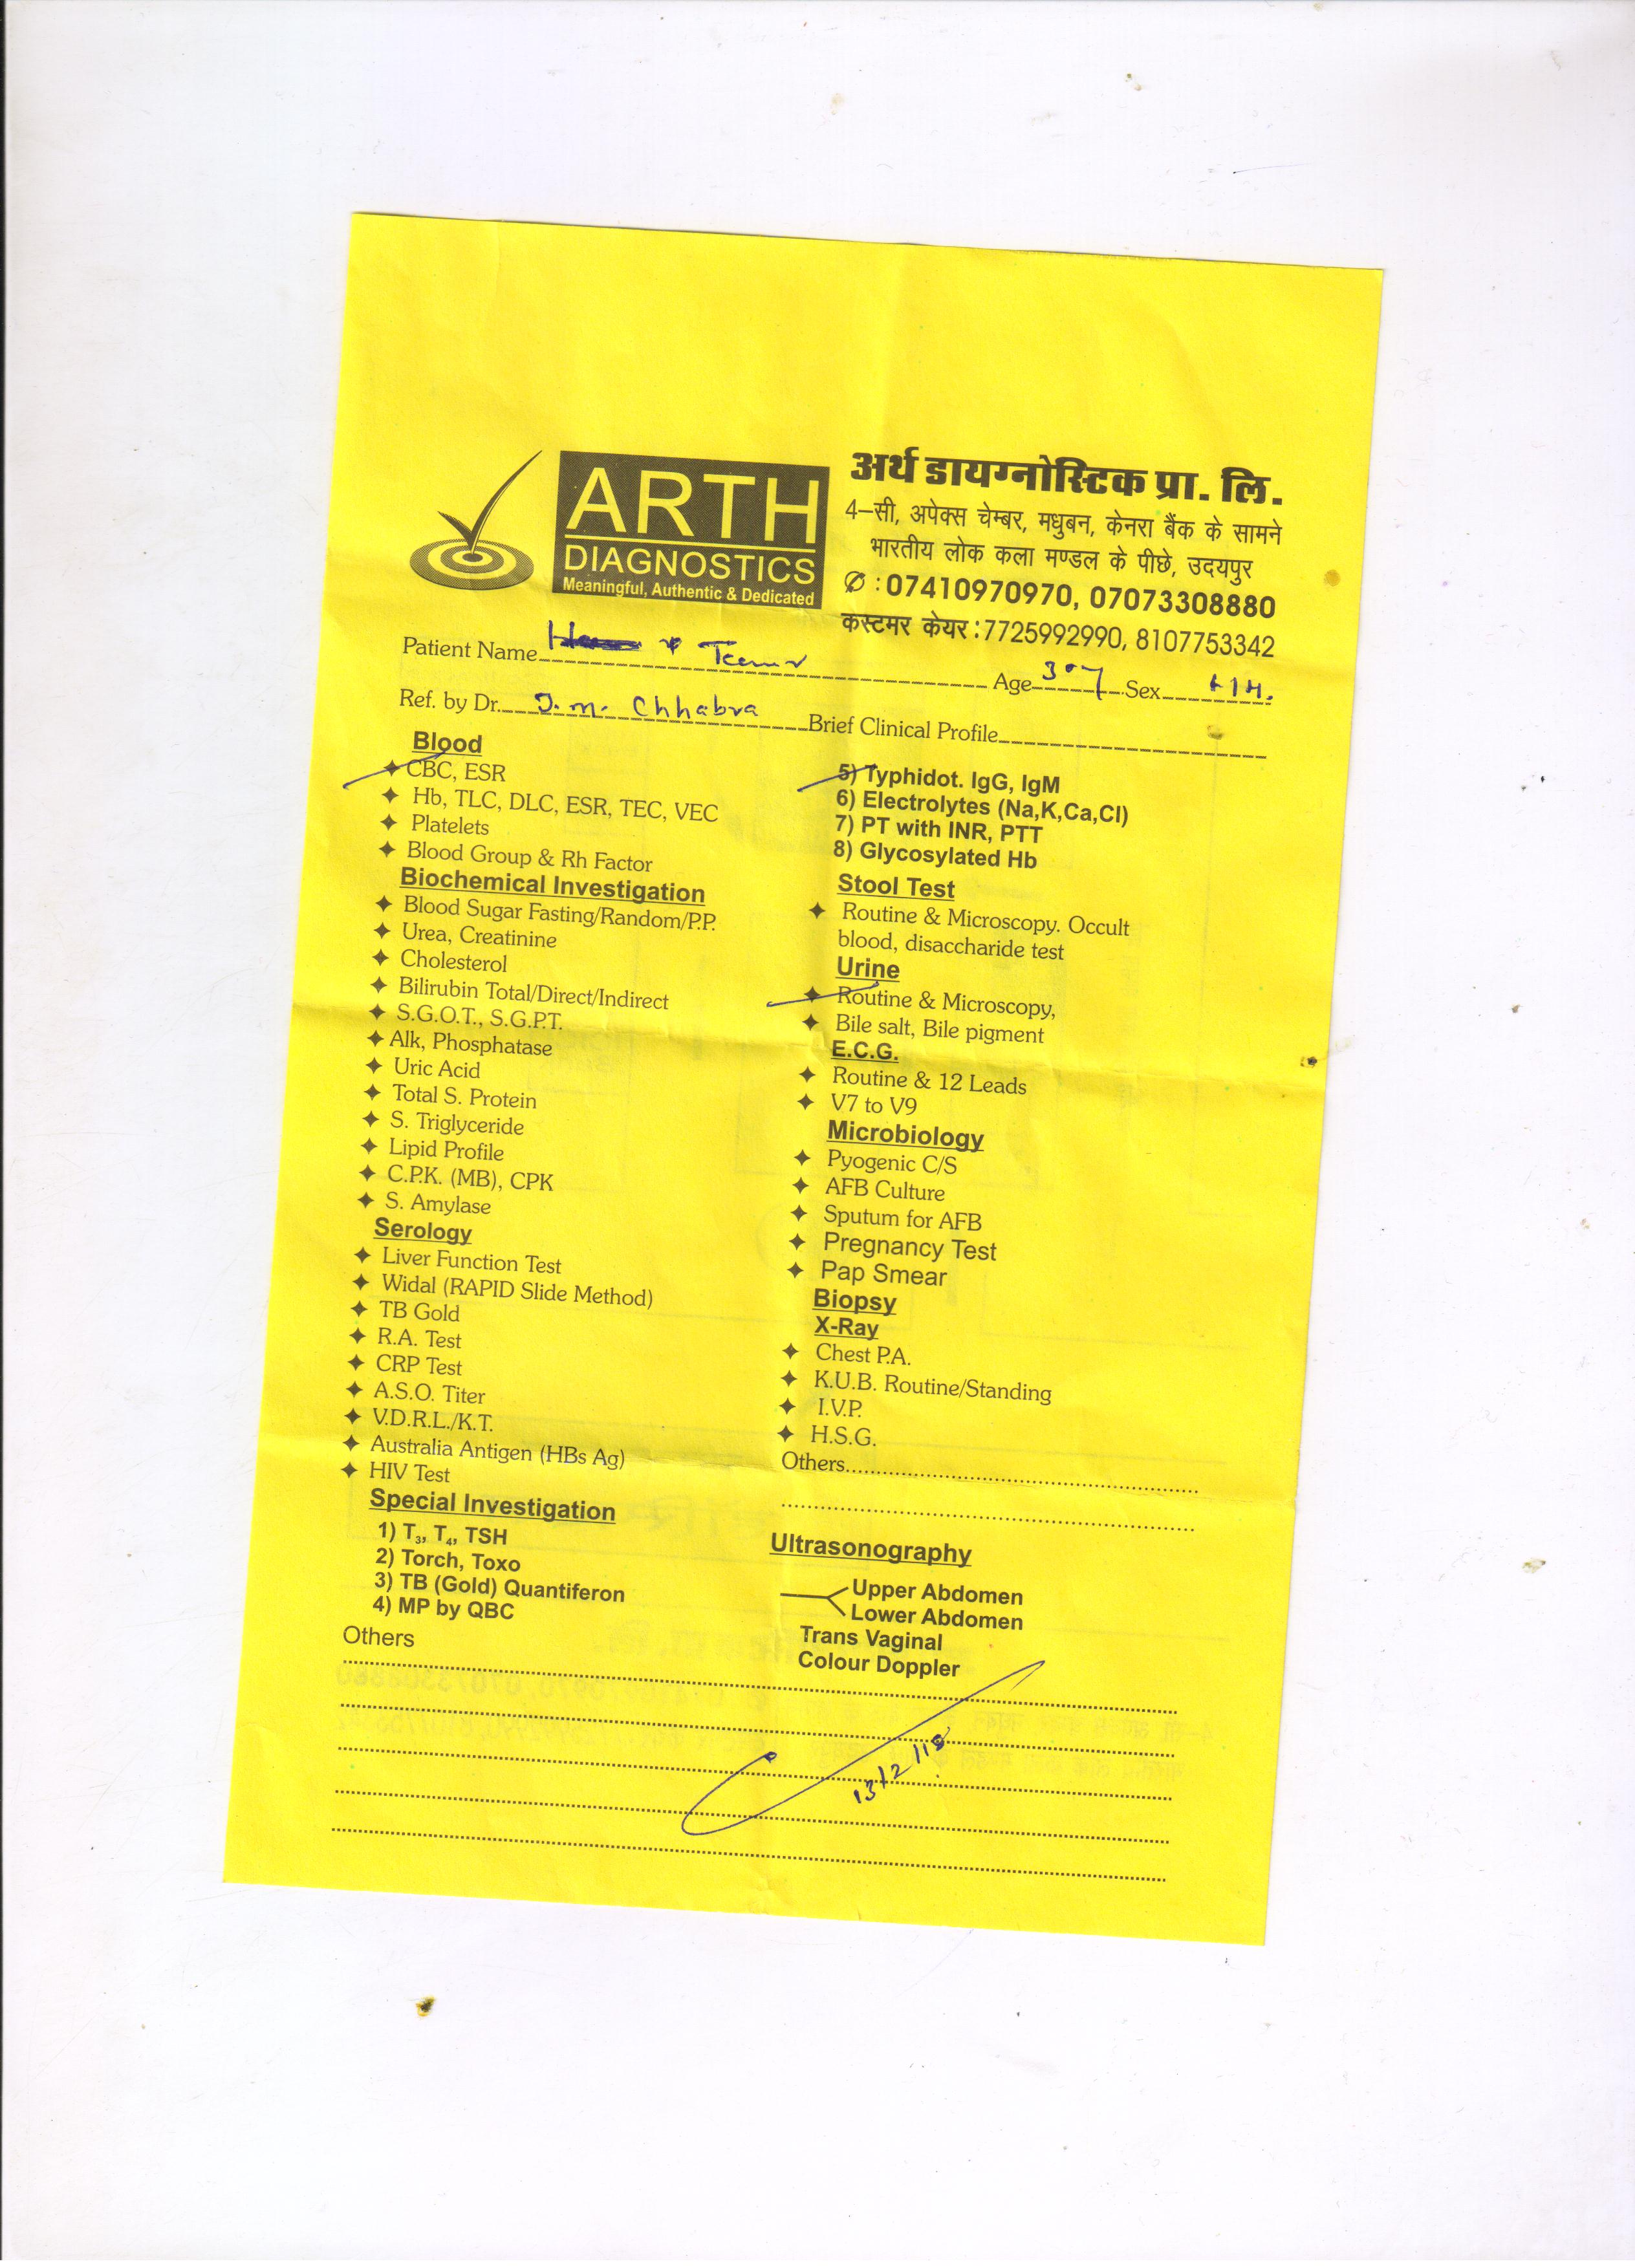 ARTH
DIAGNOSTICS
Meaningful, Authentic & Dedicated
अर्थ डायग्नोस्टिक प्रा. लि.
4–सी, अपेक्स चेम्बर, मधुबन, केनरा बैंक के सामने
भारतीय लोक कला मण्डल के पीछे, उदयपुर
✆ : 07410970970, 07073308880
कस्टमर केयर : 7725992990, 8107753342
Patient Name
Age Sex
Ref. by Dr. J. M. Chhabra Brief Clinical Profile
Blood
CBC, ESR
Hb, TLC, DLC, ESR, TEC, VEC
Platelets
Blood Group & Rh Factor
Biochemical Investigation
Blood Sugar Fasting/Random/P.P.
Urea, Creatinine
Cholesterol
Bilirubin Total/Direct/Indirect
S.G.O.T., S.G.P.T.
Alk, Phosphatase
Uric Acid
Total S. Protein
S. Triglyceride
Lipid Profile
C.P.K. (MB), CPK
S. Amylase
Serology
Liver Function Test
Widal (RAPID Slide Method)
TB Gold
R.A. Test
CRP Test
A.S.O. Titer
V.D.R.L./K.T.
Australia Antigen (HBs Ag)
HIV Test
Special Investigation
1) T₃, T₄, TSH
2) Torch, Toxo
3) TB (Gold) Quantiferon
4) MP by QBC
Others
5) Typhidot. IgG, IgM
6) Electrolytes (Na,K,Ca,Cl)
7) PT with INR, PTT
8) Glycosylated Hb
Stool Test
Routine & Microscopy. Occult
blood, disaccharide test
Urine
Routine & Microscopy,
Bile salt, Bile pigment
E.C.G.
Routine & 12 Leads
V7 to V9
Microbiology
Pyogenic C/S
AFB Culture
Sputum for AFB
Pregnancy Test
Pap Smear
Biopsy
X-Ray
Chest P.A.
K.U.B. Routine/Standing
I.V.P.
H.S.G.
Others
Ultrasonography
Upper Abdomen
Lower Abdomen
Trans Vaginal
Colour Doppler
13/2/18